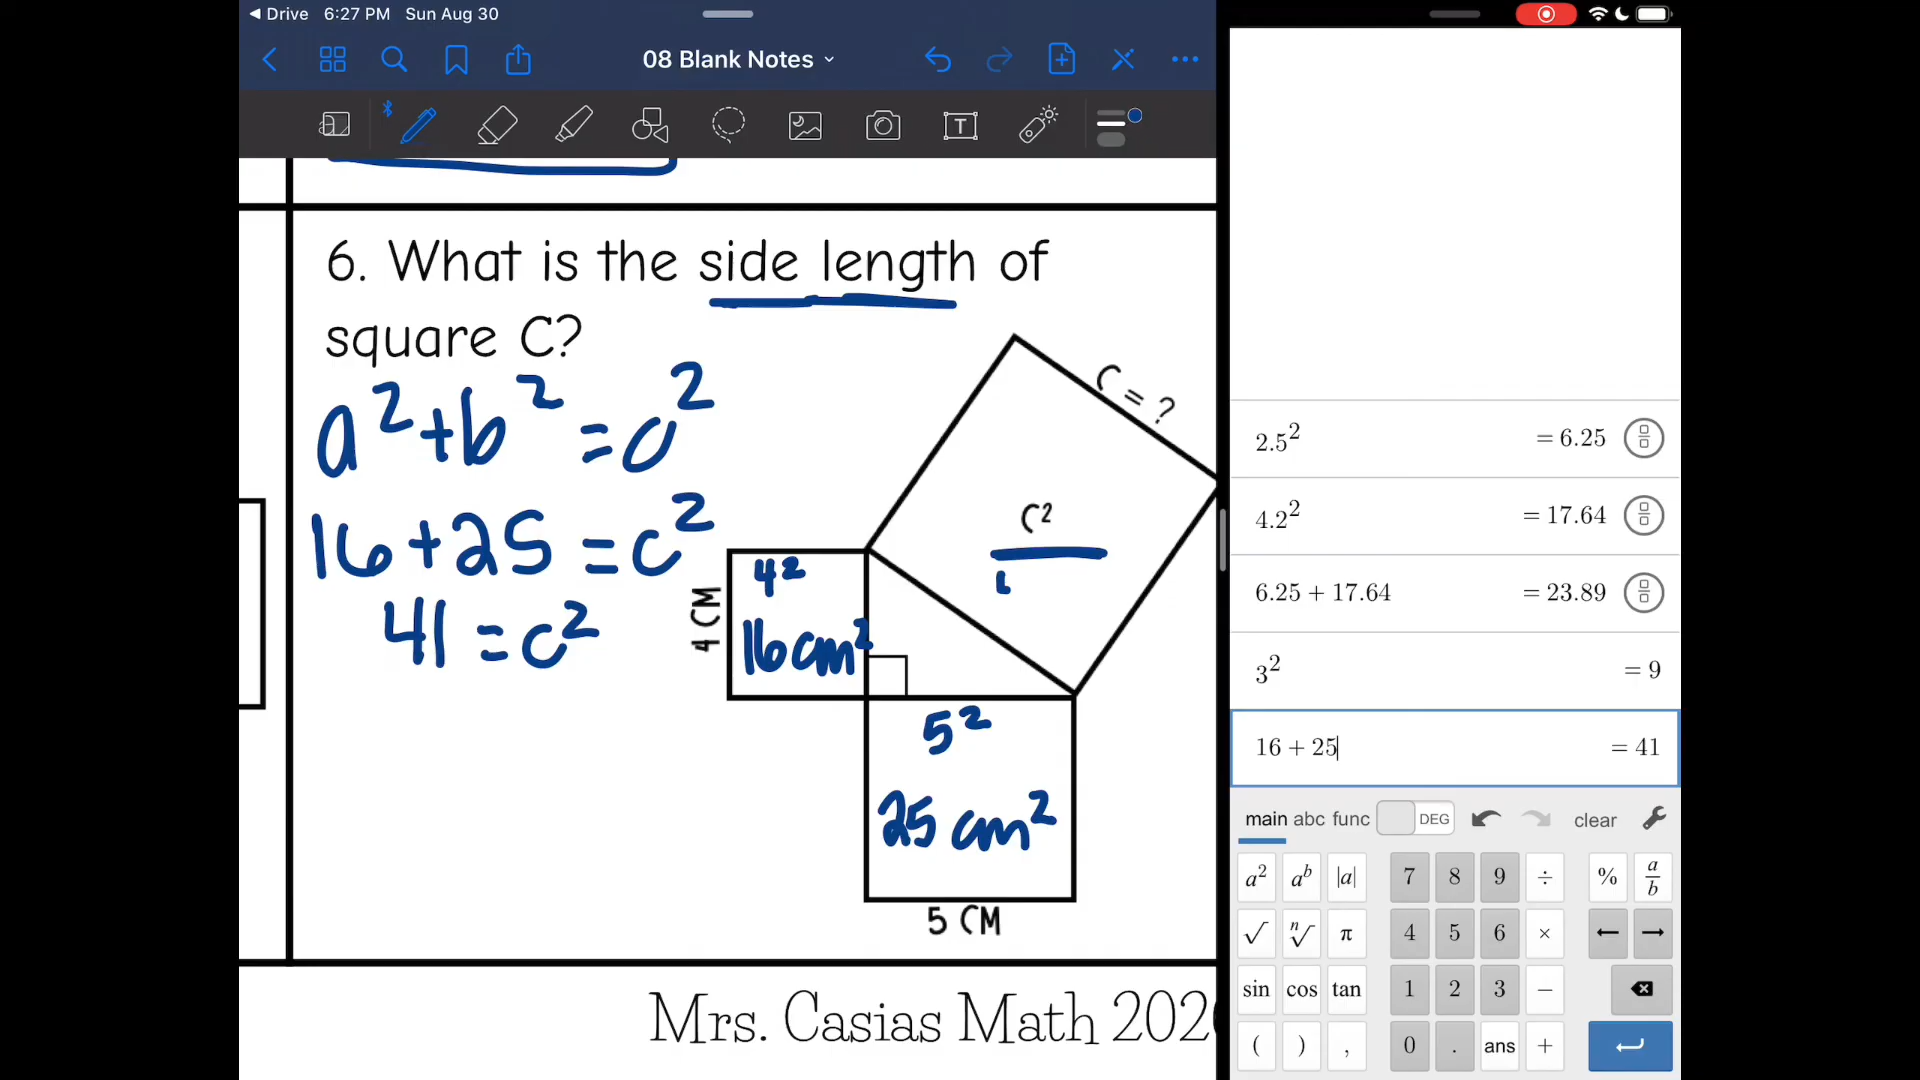 Drive 6:27 PM Sun Aug 30
08 Blank Notes
6. What is the side length of
square C?
a²+b²=c²
16+25=c²
41=c²
C = ?
C²
4 CM
4²
16cm²
5²
25 cm²
5 CM
Mrs. Casias Math 202
2.5² = 6.25
4.2² = 17.64
6.25 + 17.64 = 23.89
3² = 9
16 + 25 = 41
main abc func DEG clear
a² aᵇ |a| 7 8 9 ÷ % a/b
√ ⁿ√ π 4 5 6 × ← →
sin cos tan 1 2 3 −
( ) , 0 . ans +